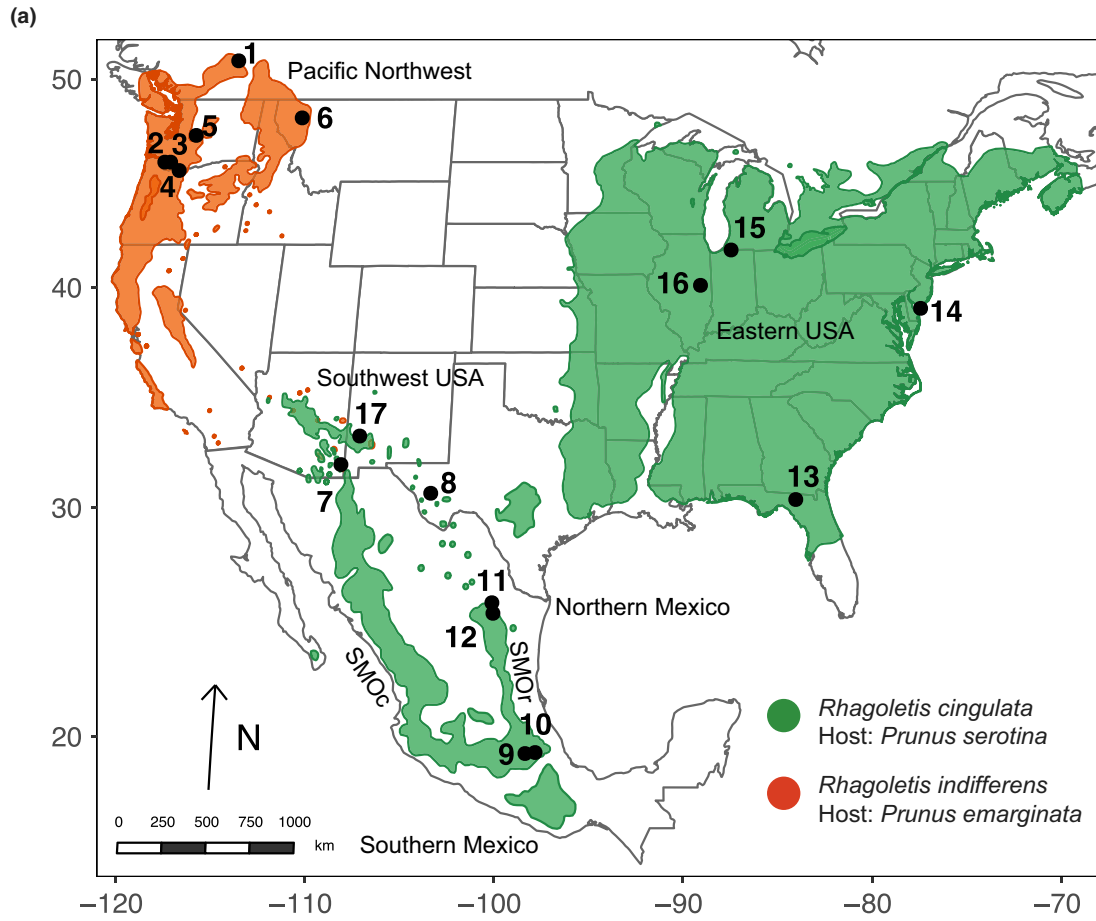 (a)
50
40
30
20
−120
−110
−100
−90
−80
−70
1
Pacific Northwest
6
5
2
3
4
15
16
14
Eastern USA
Southwest USA
17
8
7
13
11
Northern Mexico
12
SMOc
SMOr
10
9
N
Rhagoletis cingulata
Host: Prunus serotina
Rhagoletis indifferens
Host: Prunus emarginata
0 250 500 750 1000
km
Southern Mexico